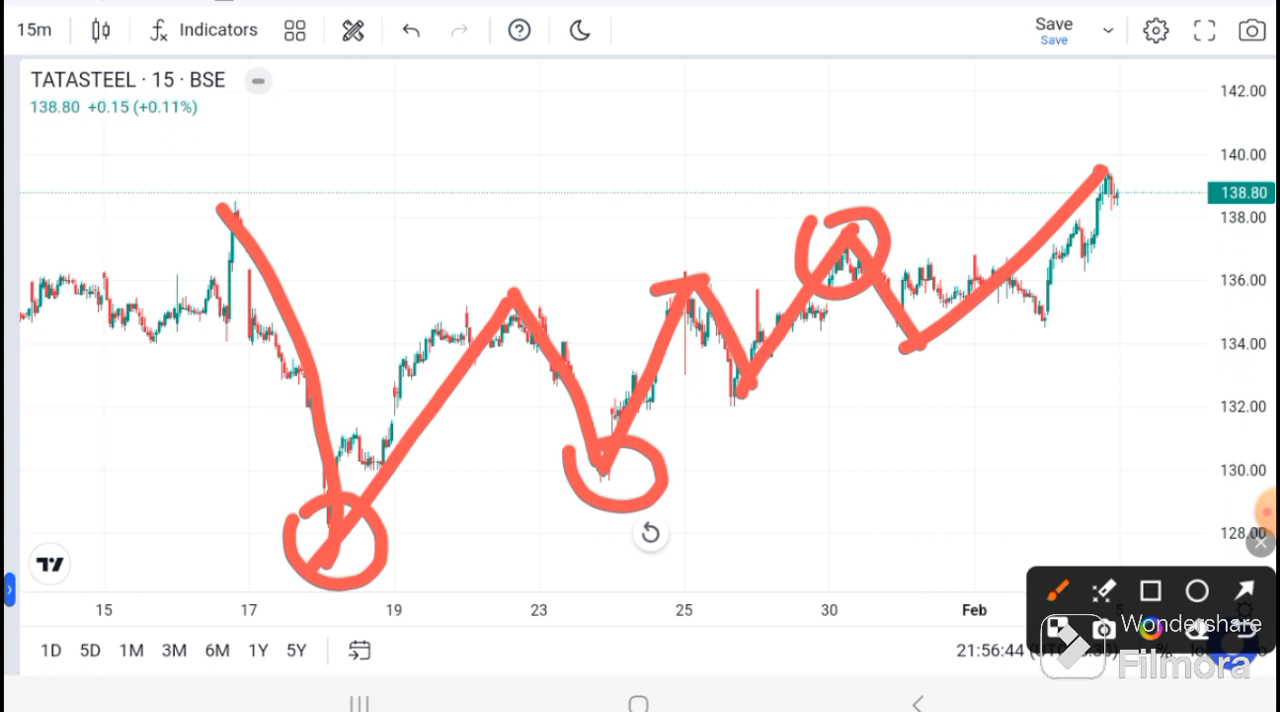 15m Indicators Save
Save
TATASTEEL · 15 · BSE
138.80 +0.15 (+0.11%)
142.00
140.00
138.80
138.00
136.00
134.00
132.00
130.00
128.00
15 17 19 23 25 30 Feb 5
1D 5D 1M 3M 6M 1Y 5Y 21:56:44 %
Wondershare
Filmora